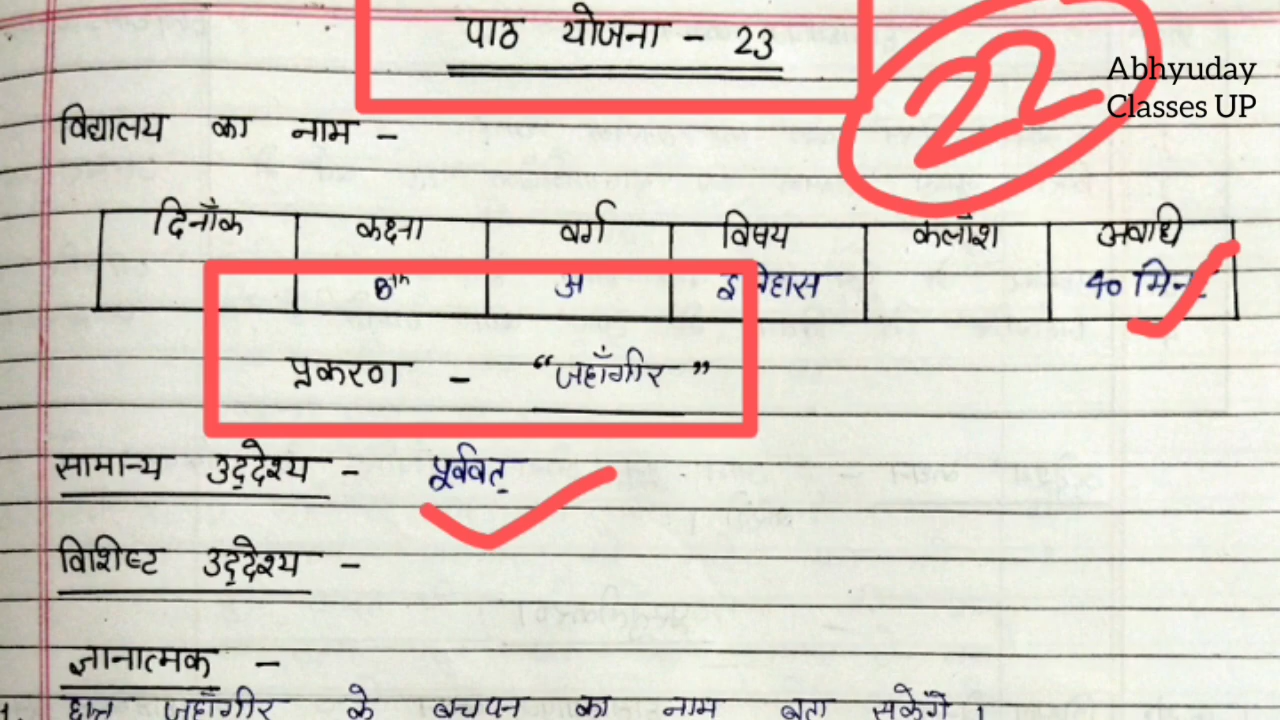 पाठ योजना - 23
22
Abhyuday
Classes UP
विद्यालय का नाम -
दिनाँक कक्षा वर्ग विषय कलाँश अवधि
8th अ इतिहास 40 मिनट
प्रकरण - “जहाँगीर”
सामान्य उद्देश्य - पूर्ववत्
विशिष्ट उद्देश्य -
ज्ञानात्मक -
1. छात्र जहाँगीर के बचपन का नाम बता सकेंगे।